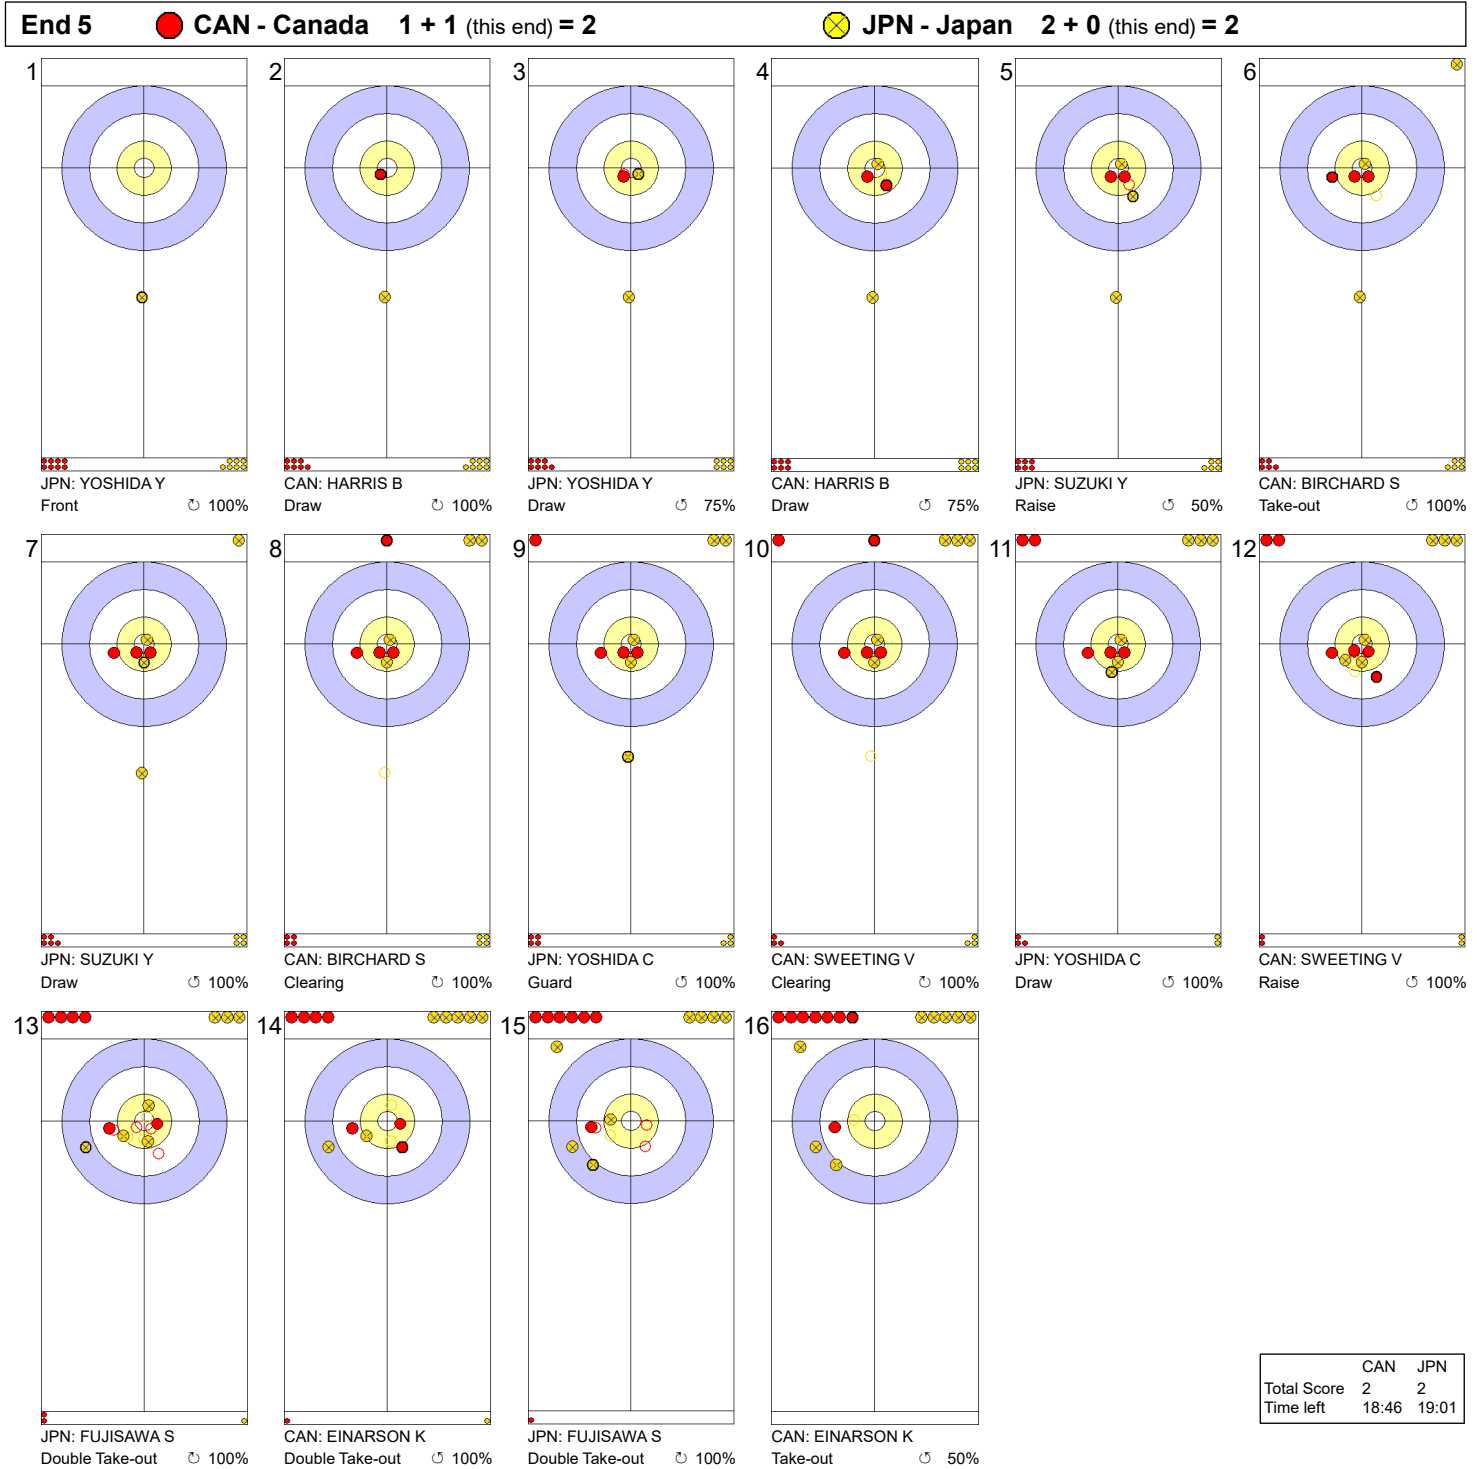 End 5 CAN - Canada 1 + 1 (this end) = 2 JPN - Japan 2 + 0 (this end) = 2
1 2 3 4 5 6
JPN: YOSHIDA Y CAN: HARRIS B JPN: YOSHIDA Y CAN: HARRIS B JPN: SUZUKI Y CAN: BIRCHARD S
Front ↻ 100% Draw ↻ 100% Draw ↺ 75% Draw ↺ 75% Raise ↺ 50% Take-out ↺ 100%
7 8 9 10 11 12
JPN: SUZUKI Y CAN: BIRCHARD S JPN: YOSHIDA C CAN: SWEETING V JPN: YOSHIDA C CAN: SWEETING V
Draw ↺ 100% Clearing ↺ 100% Guard ↺ 100% Clearing ↺ 100% Draw ↺ 100% Raise ↺ 100%
13 14 15 16
JPN: FUJISAWA S CAN: EINARSON K JPN: FUJISAWA S CAN: EINARSON K
Double Take-out ↻ 100% Double Take-out ↻ 100% Double Take-out ↻ 100% Take-out ↺ 50%
CAN JPN
Total Score 2 2
Time left 18:46 19:01